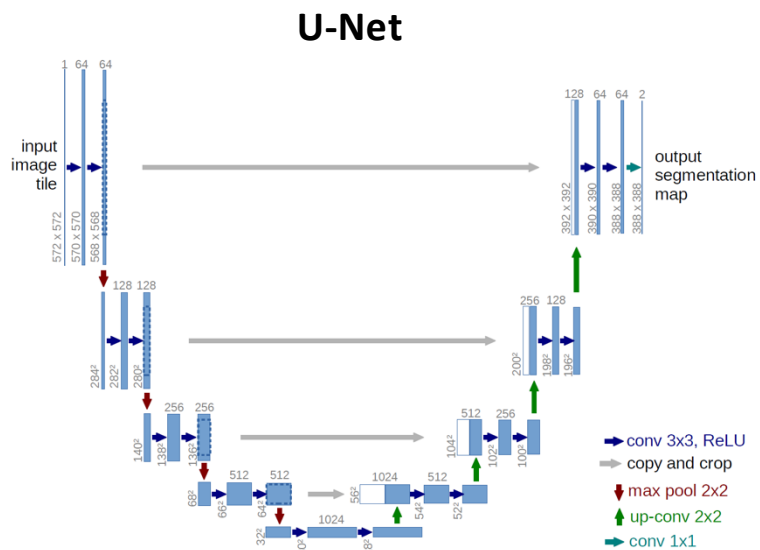 U-Net
1 64 64
128 64 64 2
input
image
tile
output
segmentation
map
572 x 572
570 x 570
568 x 568
392 x 392
390 x 390
388 x 388
388 x 388
128 128
256 128
284²
282²
280²
200²
198²
196²
256 256
512 256
140²
138²
136²
104²
102²
100²
512 512
1024 512
68²
66²
64²
56²
54²
52²
1024
32²
0²
8²
conv 3x3, ReLU
copy and crop
max pool 2x2
up-conv 2x2
conv 1x1